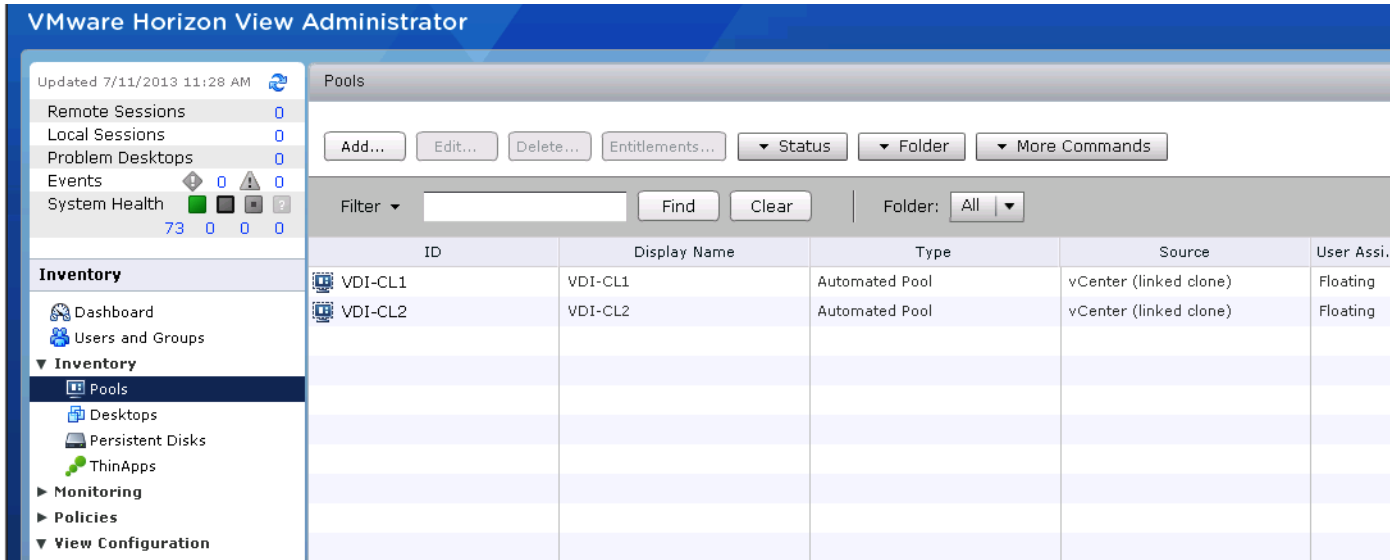 VMware Horizon View Administrator
Updated 7/11/2013 11:28 AM
Remote Sessions 0
Local Sessions 0
Problem Desktops 0
Events ! 0 ! 0
System Health ?
73 0 0 0
Inventory
Dashboard
Users and Groups
▼ Inventory
Pools
Desktops
Persistent Disks
ThinApps
▶ Monitoring
▶ Policies
▼ View Configuration
Pools
Add... Edit... Delete... Entitlements... ▼ Status ▼ Folder ▼ More Commands
Filter ▼ Find Clear Folder: All ▼
ID Display Name Type Source User Assi.
VDI-CL1 VDI-CL1 Automated Pool vCenter (linked clone) Floating
VDI-CL2 VDI-CL2 Automated Pool vCenter (linked clone) Floating